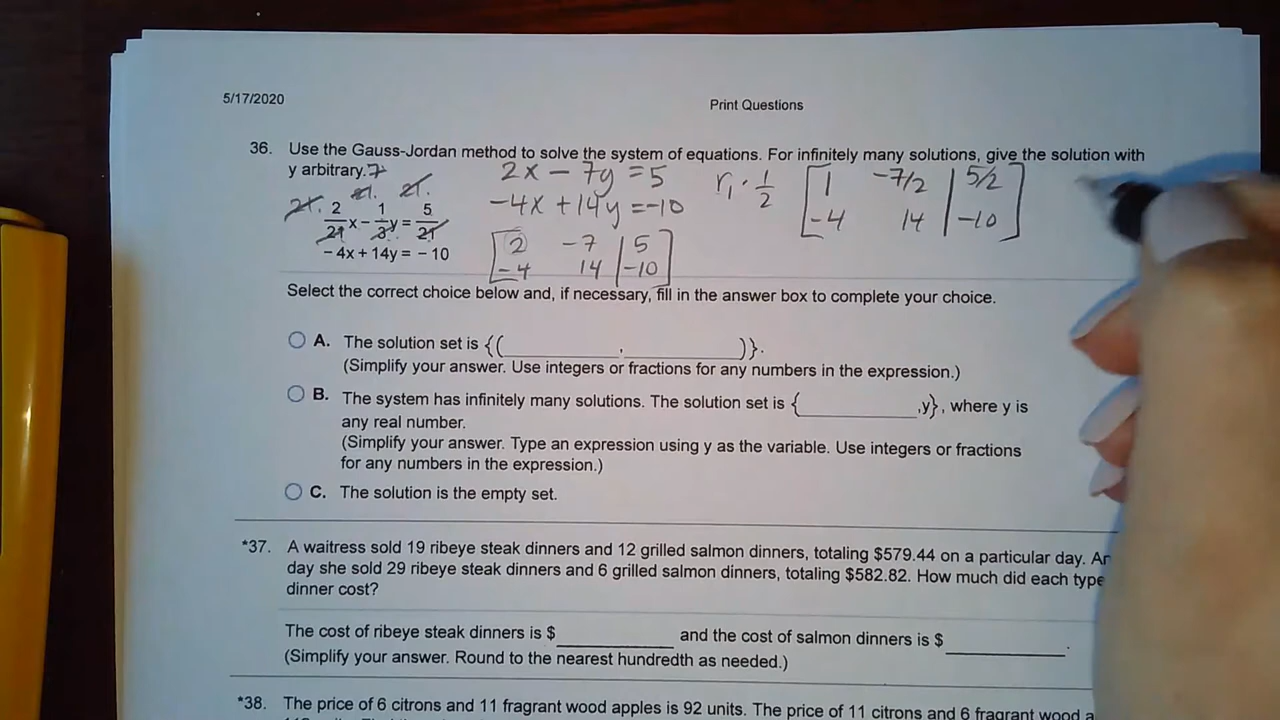 5/17/2020
Print Questions
36. Use the Gauss-Jordan method to solve the system of equations. For infinitely many solutions, give the solution with
y arbitrary.
7
21. 21. 21.
2/21 x - 1/3 y = 5/21
- 4x + 14y = - 10
2x - 7y = 5
-4x + 14y = -10
[2 -7 | 5]
[-4 14 | -10]
r₁ · 1/2
[1 -7/2 | 5/2]
[-4 14 | -10]
Select the correct choice below and, if necessary, fill in the answer box to complete your choice.
A. The solution set is {(____,____)}.
(Simplify your answer. Use integers or fractions for any numbers in the expression.)
B. The system has infinitely many solutions. The solution set is {____,y}, where y is
any real number.
(Simplify your answer. Type an expression using y as the variable. Use integers or fractions
for any numbers in the expression.)
C. The solution is the empty set.
*37. A waitress sold 19 ribeye steak dinners and 12 grilled salmon dinners, totaling $579.44 on a particular day.
day she sold 29 ribeye steak dinners and 6 grilled salmon dinners, totaling $582.82. How much did each type
dinner cost?
The cost of ribeye steak dinners is $____ and the cost of salmon dinners is $____.
(Simplify your answer. Round to the nearest hundredth as needed.)
*38. The price of 6 citrons and 11 fragrant wood apples is 92 units. The price of 11 citrons and 6 fragrant wood